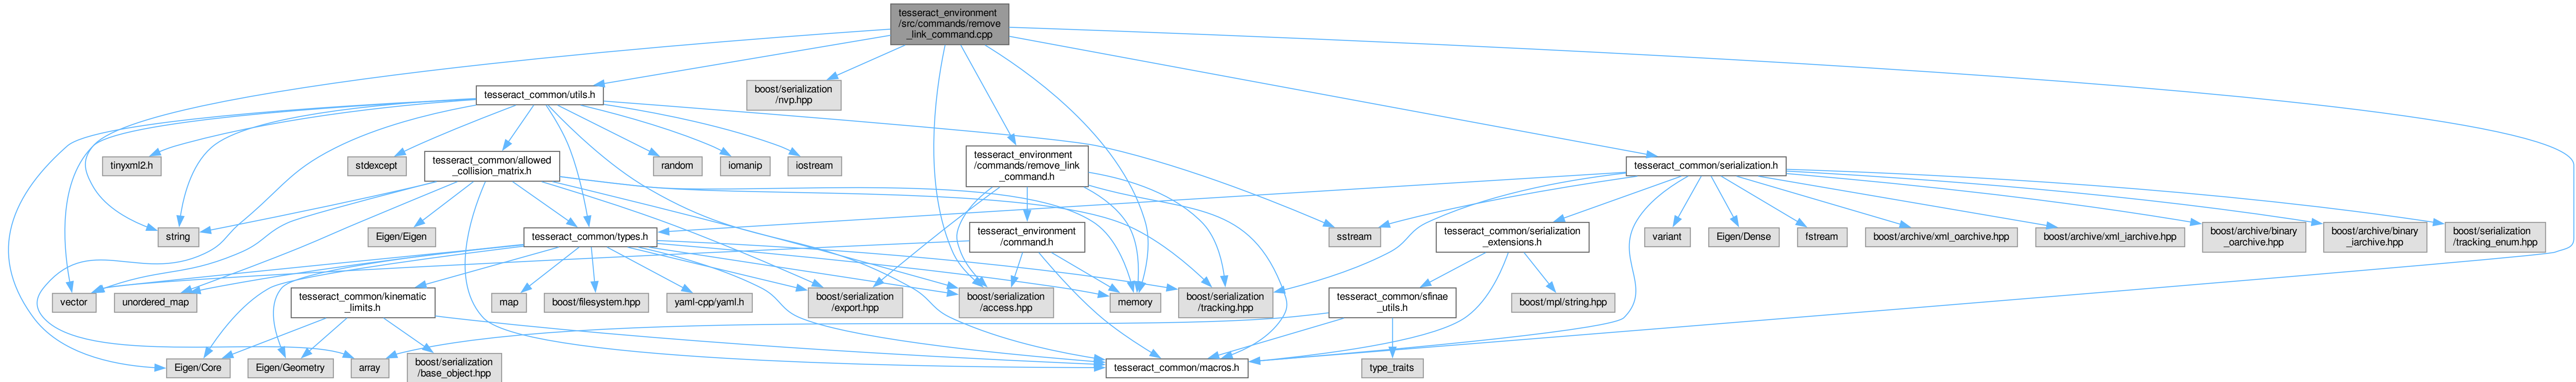 tesseract_environment
/src/commands/remove
_link_command.cpp
boost/serialization
/nvp.hpp
tesseract_common/utils.h
tinyxml2.h
stdexcept
tesseract_common/allowed
_collision_matrix.h
random
iomanip
iostream
tesseract_environment
/commands/remove_link
_command.h
tesseract_common/serialization.h
string
Eigen/Eigen
tesseract_common/types.h
tesseract_environment
/command.h
sstream
tesseract_common/serialization
_extensions.h
variant
Eigen/Dense
fstream
boost/archive/xml_oarchive.hpp
boost/archive/xml_iarchive.hpp
boost/archive/binary
_oarchive.hpp
boost/archive/binary
_iarchive.hpp
boost/serialization
/tracking_enum.hpp
vector
unordered_map
tesseract_common/kinematic
_limits.h
map
boost/filesystem.hpp
yaml-cpp/yaml.h
boost/serialization
/export.hpp
boost/serialization
/access.hpp
memory
boost/serialization
/tracking.hpp
tesseract_common/sfinae
_utils.h
boost/mpl/string.hpp
Eigen/Core
Eigen/Geometry
array
boost/serialization
/base_object.hpp
tesseract_common/macros.h
type_traits